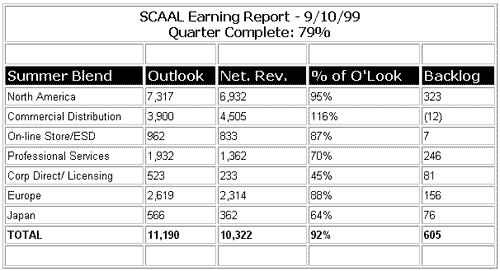 SCAAL Earning Report - 9/10/99
Quarter Complete: 79%
Summer Blend Outlook Net. Rev. % of O'Look Backlog
North America 7,317 6,932 95% 323
Commercial Distribution 3,900 4,505 116% (12)
On-line Store/ESD 962 833 87% 7
Professional Services 1,932 1,362 70% 246
Corp Direct/ Licensing 523 233 45% 81
Europe 2,619 2,314 88% 156
Japan 566 362 64% 76
TOTAL 11,190 10,322 92% 605